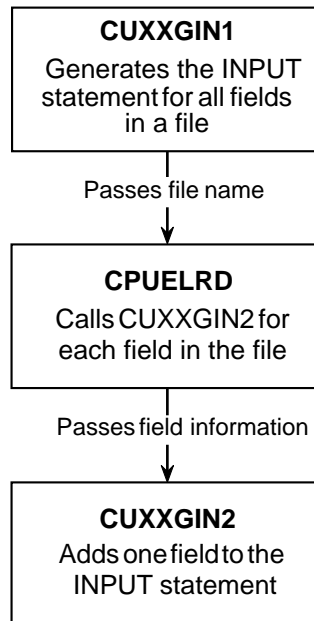 CUXXGIN1
Generates the INPUT
statement for all fields
in a file
Passes file name
CPUELRD
Calls CUXXGIN2 for
each field in the file
Passes field information
CUXXGIN2
Adds one field to the
INPUT statement